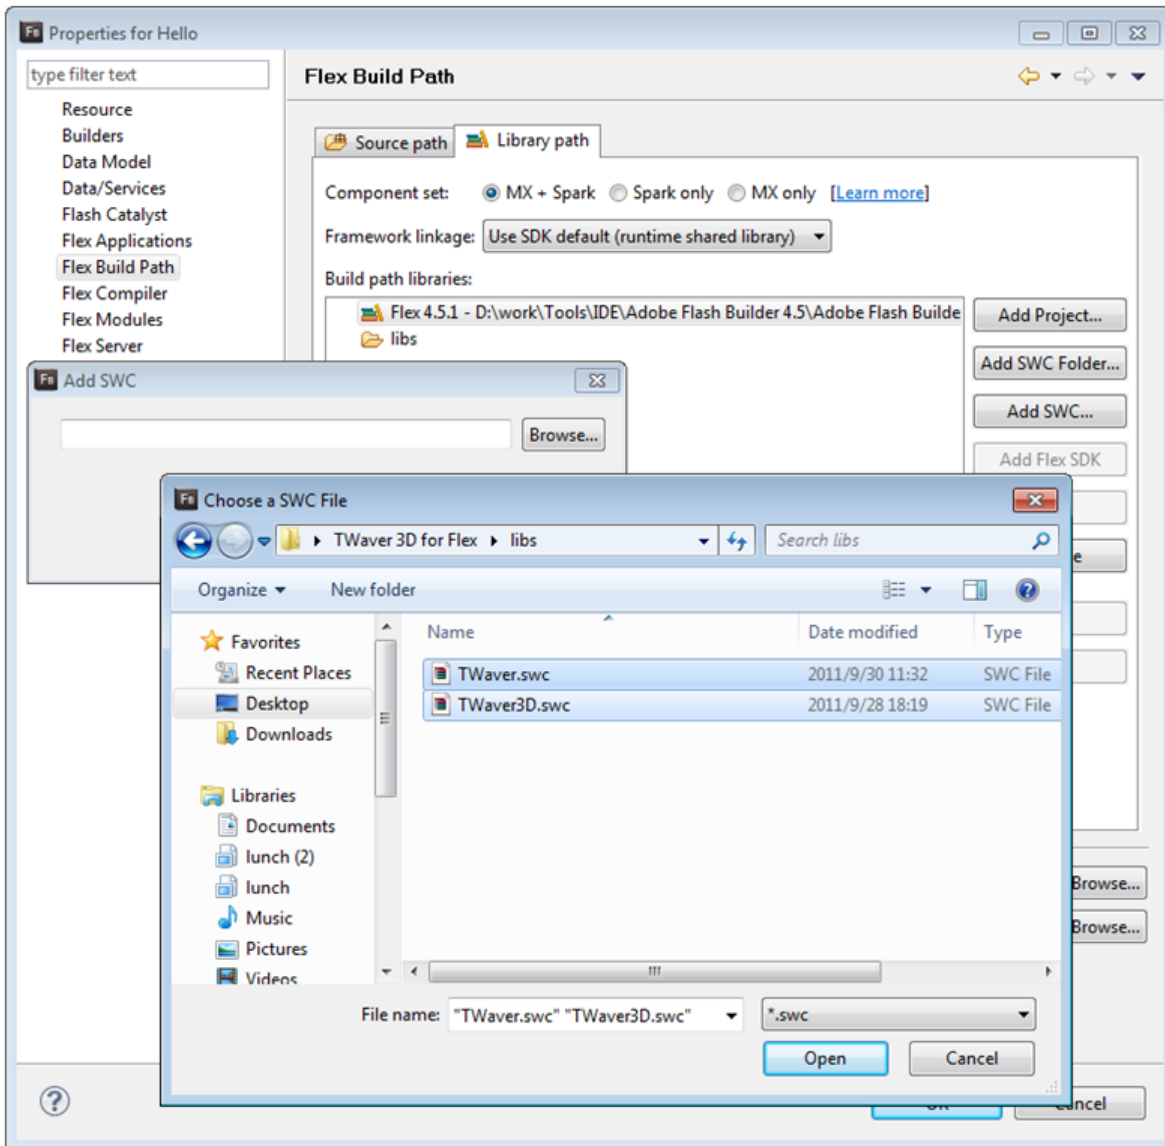 Properties for Hello
type filter text
Flex Build Path
Resource
Builders
Data Model
Data/Services
Flash Catalyst
Flex Applications
Flex Build Path
Flex Compiler
Flex Modules
Flex Server
Source path
Library path
Component set: MX + Spark Spark only MX only [Learn more]
Framework linkage: Use SDK default (runtime shared library)
Build path libraries:
Flex 4.5.1 - D:\work\Tools\IDE\Adobe Flash Builder 4.5\Adobe Flash Builde
libs
Add Project...
Add SWC Folder...
Add SWC...
Add Flex SDK
Add SWC
Browse...
Choose a SWC File
TWaver 3D for Flex libs
Search libs
Organize New folder
Favorites
Recent Places
Desktop
Downloads
Libraries
Documents
lunch (2)
lunch
Music
Pictures
Videos
Name Date modified Type
TWaver.swc 2011/9/30 11:32 SWC File
TWaver3D.swc 2011/9/28 18:19 SWC File
File name: "TWaver.swc" "TWaver3D.swc" *.swc
Open Cancel
Browse...
Browse...